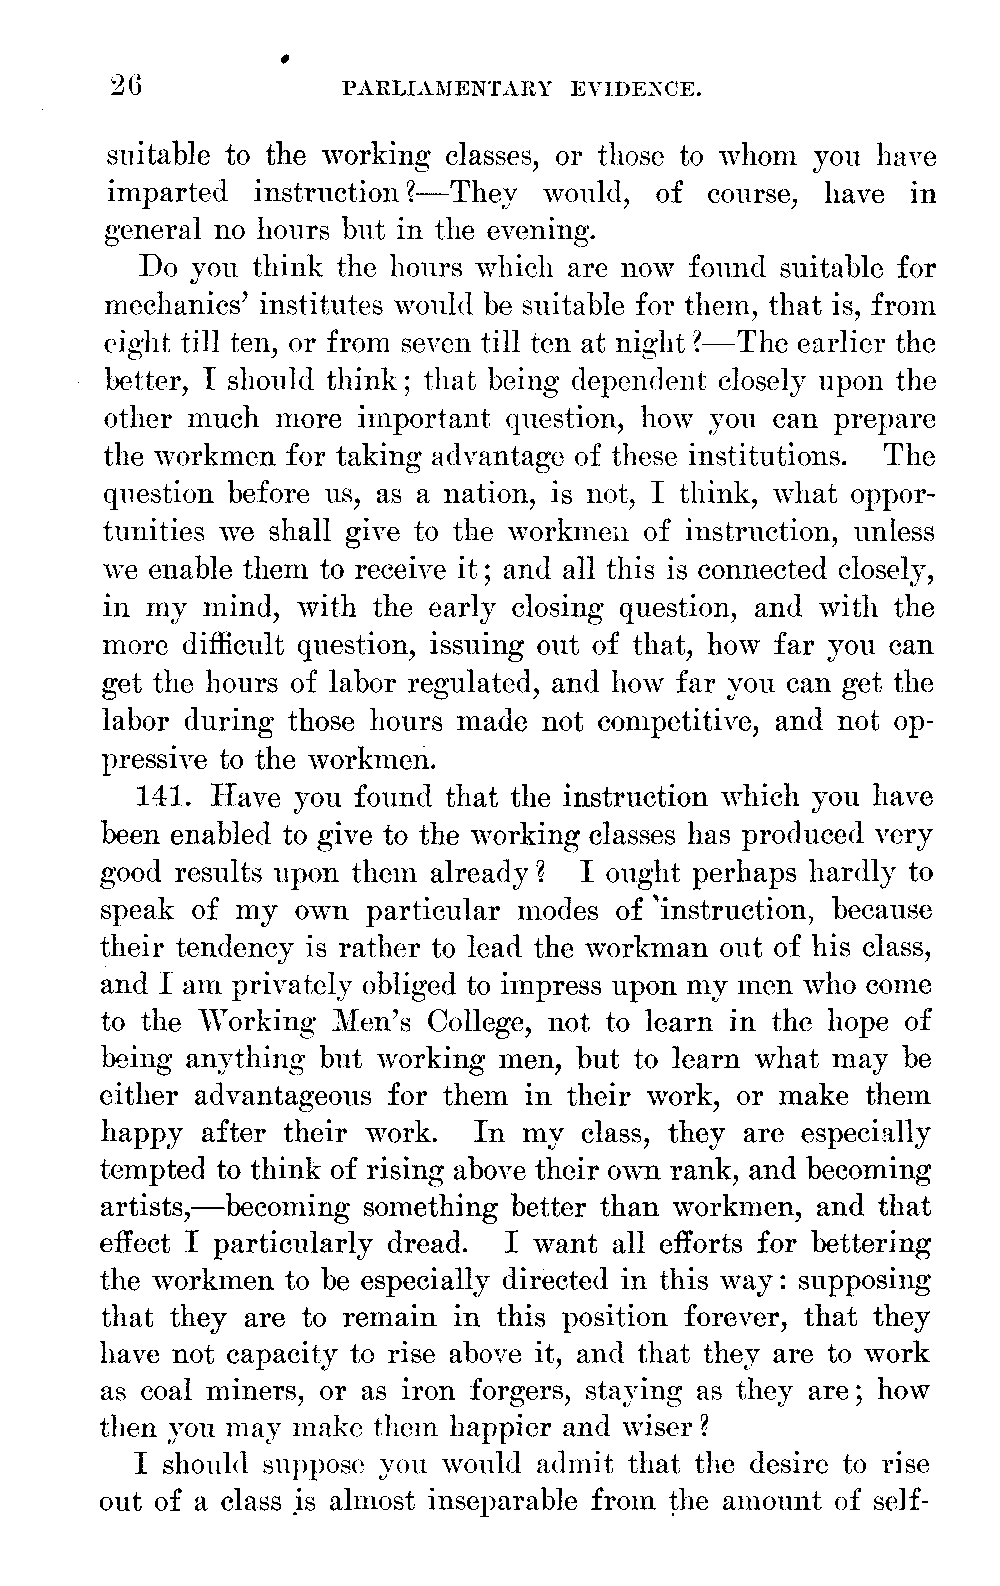 26 PARLIAMENTARY EVIDENCE.
suitable to the working classes, or those to whom you have
imparted instruction?—They would, of course, have in
general no hours but in the evening.
Do you think the hours which are now found suitable for
mechanics' institutes would be suitable for them, that is, from
eight till ten, or from seven till ten at night?—The earlier the
better, I should think; that being dependent closely upon the
other much more important question, how you can prepare
the workmen for taking advantage of these institutions. The
question before us, as a nation, is not, I think, what oppor-
tunities we shall give to the workmen of instruction, unless
we enable them to receive it; and all this is connected closely,
in my mind, with the early closing question, and with the
more difficult question, issuing out of that, how far you can
get the hours of labor regulated, and how far you can get the
labor during those hours made not competitive, and not op-
pressive to the workmen.
141. Have you found that the instruction which you have
been enabled to give to the working classes has produced very
good results upon them already? I ought perhaps hardly to
speak of my own particular modes of instruction, because
their tendency is rather to lead the workman out of his class,
and I am privately obliged to impress upon my men who come
to the Working Men's College, not to learn in the hope of
being anything but working men, but to learn what may be
either advantageous for them in their work, or make them
happy after their work. In my class, they are especially
tempted to think of rising above their own rank, and becoming
artists,—becoming something better than workmen, and that
effect I particularly dread. I want all efforts for bettering
the workmen to be especially directed in this way: supposing
that they are to remain in this position forever, that they
have not capacity to rise above it, and that they are to work
as coal miners, or as iron forgers, staying as they are; how
then you may make them happier and wiser?
I should suppose you would admit that the desire to rise
out of a class is almost inseparable from the amount of self-